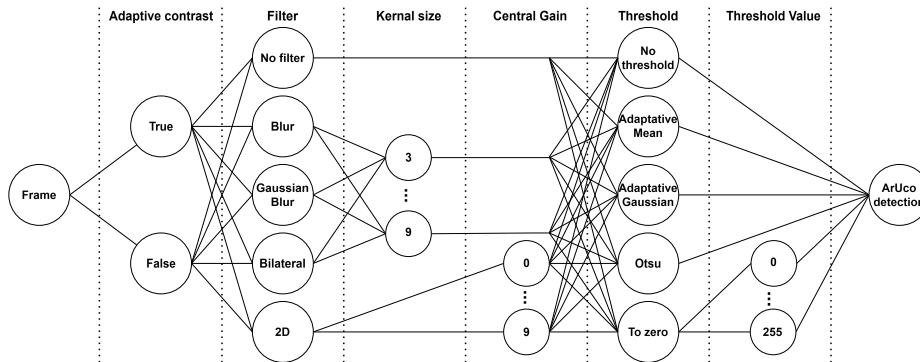 Adaptive contrast
Filter
Kernal size
Central Gain
Threshold
Threshold Value
Frame
True
False
No filter
Blur
Gaussian
Blur
Bilateral
2D
3
9
0
9
No
threshold
Adaptative
Mean
Adaptative
Gaussian
Otsu
To zero
0
255
ArUco
detection